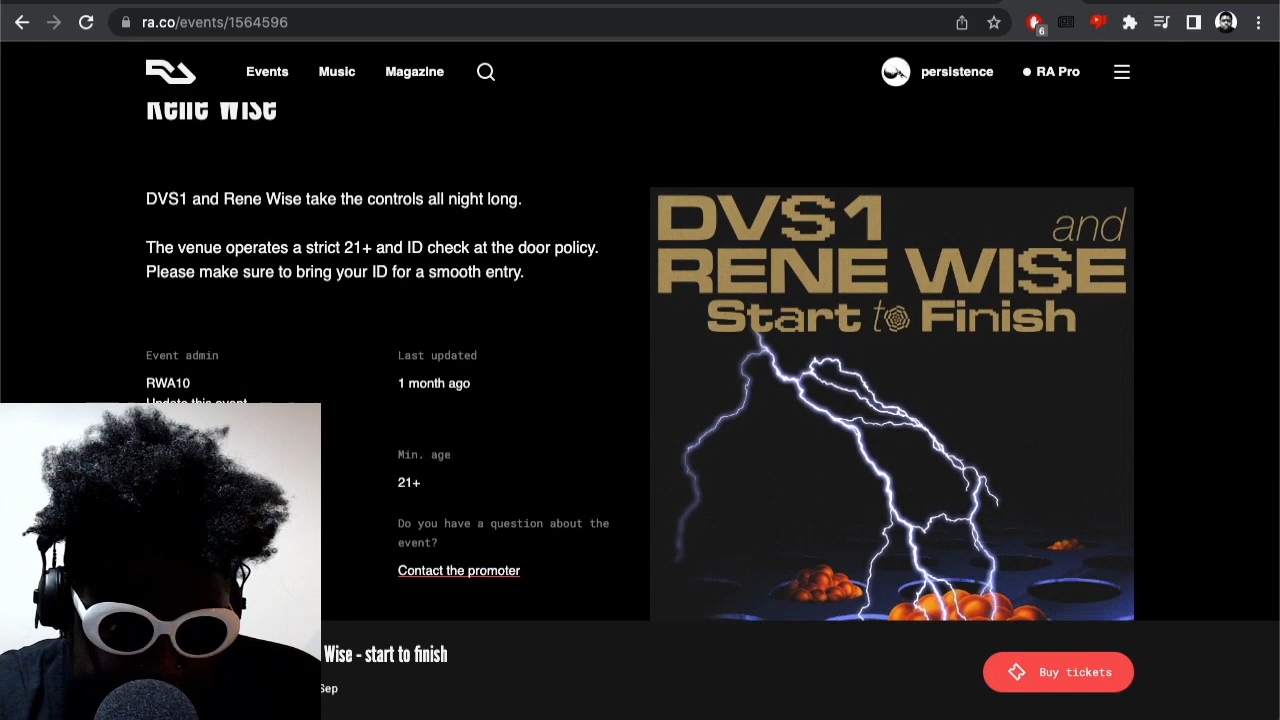 ra.co/events/1564596
6
Events
Music
Magazine
persistence
RA Pro
Rene Wise
DVS1 and Rene Wise take the controls all night long.
The venue operates a strict 21+ and ID check at the door policy.
Please make sure to bring your ID for a smooth entry.
Event admin
RWA10
Update this event
Last updated
1 month ago
Min. age
21+
Do you have a question about the
event?
Contact the promoter
DVS1 and
RENE WISE
Start to Finish
Wise - start to finish
Sep
Buy tickets